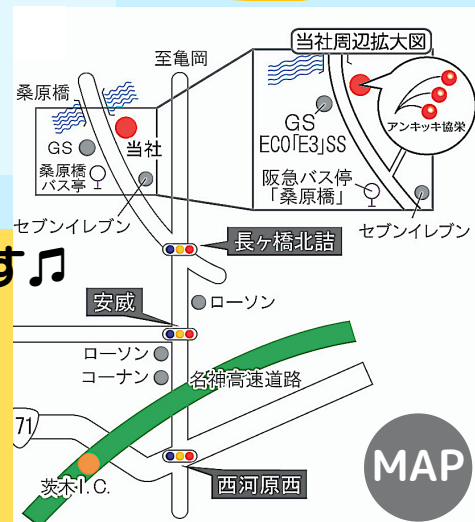 至亀岡
当社周辺拡大図
桑原橋
GS
当社
桑原橋
バス亭
セブンイレブン
アンキッキ協栄
GS
ECO「E3」SS
阪急バス停
「桑原橋」
セブンイレブン
す♫
長ヶ橋北詰
安威
ローソン
ローソン
コーナン
名神高速道路
71
茨木I.C.
西河原西
MAP